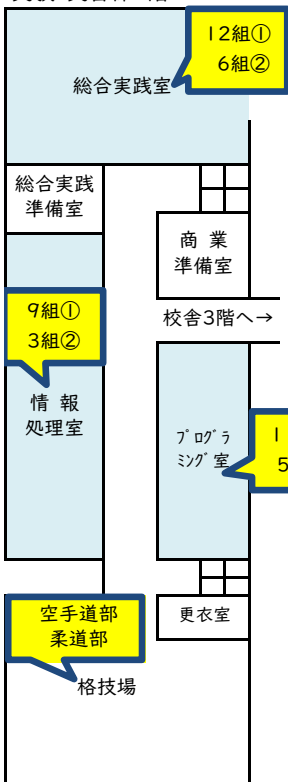 12組①
6組②
総合実践室
総合実践
準備室
商 業
準備室
9組①
3組②
校舎3階へ→
情 報
処理室
プログラ
ミング室
1
5
空手道部
柔道部
更衣室
格技場